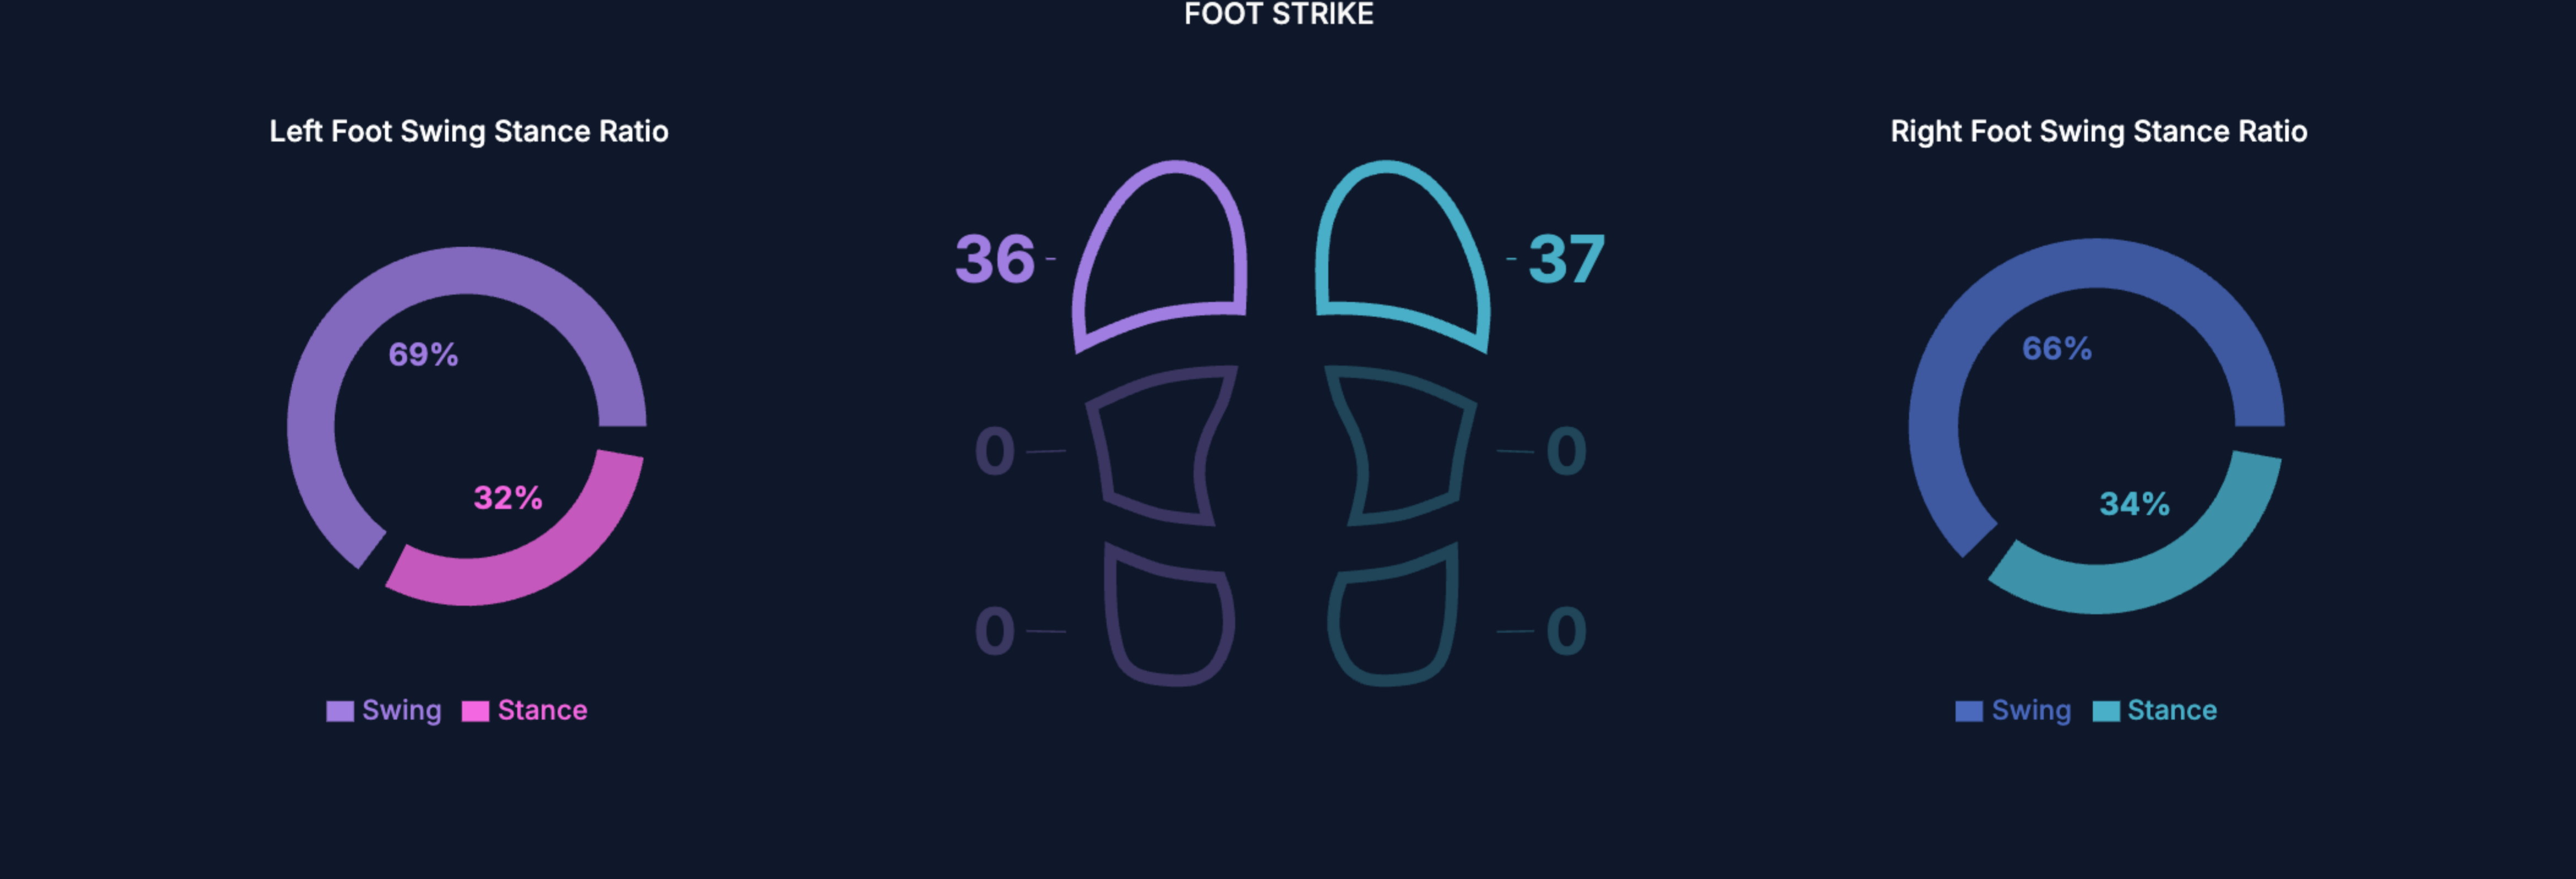 FOOT STRIKE
Left Foot Swing Stance Ratio
69%
32%
Swing Stance
36
37
0
0
0
0
Right Foot Swing Stance Ratio
66%
34%
Swing Stance